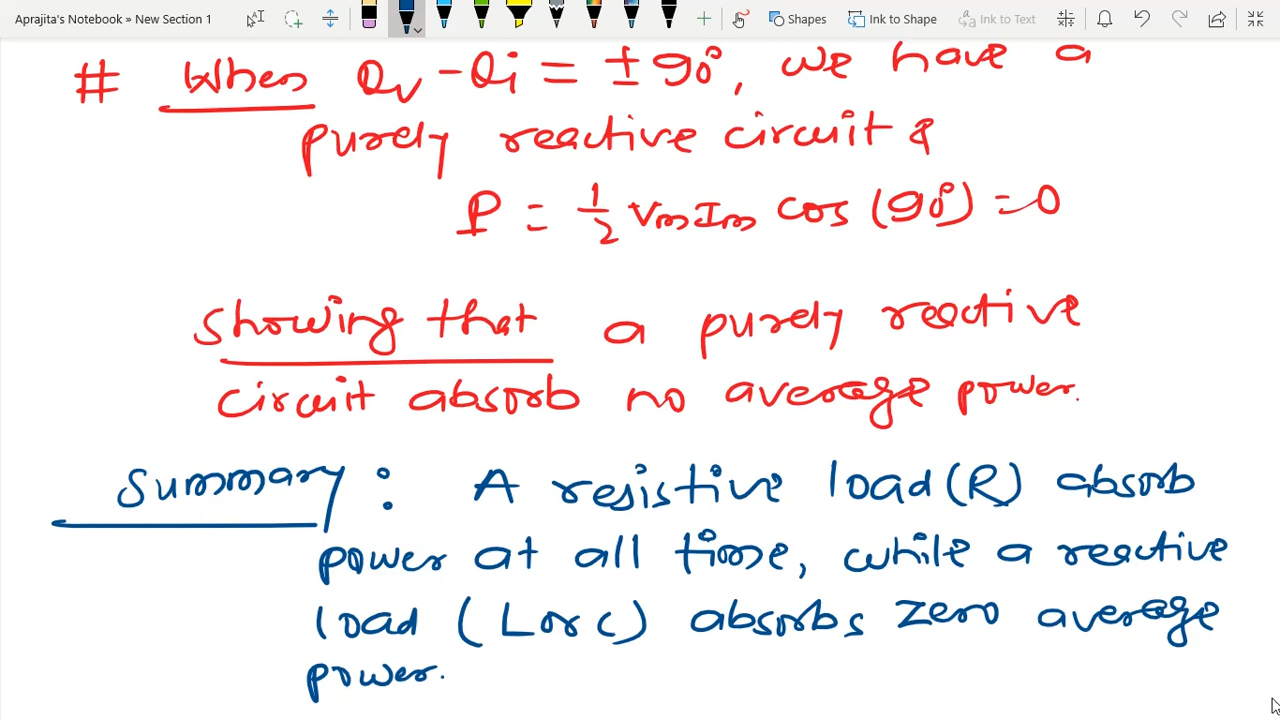 Aprajita's Notebook » New Section 1
Shapes
Ink to Shape
Ink to Text
# When θv - θi = ± 90°, we have a
purely reactive circuit &
P = 1/2 Vm Im cos (90°) = 0
Showing that a purely reactive
circuit absorb no average power.
Summary : A resistive load (R) absorb
power at all time, while a reactive
load (L or C) absorbs zero average
power.